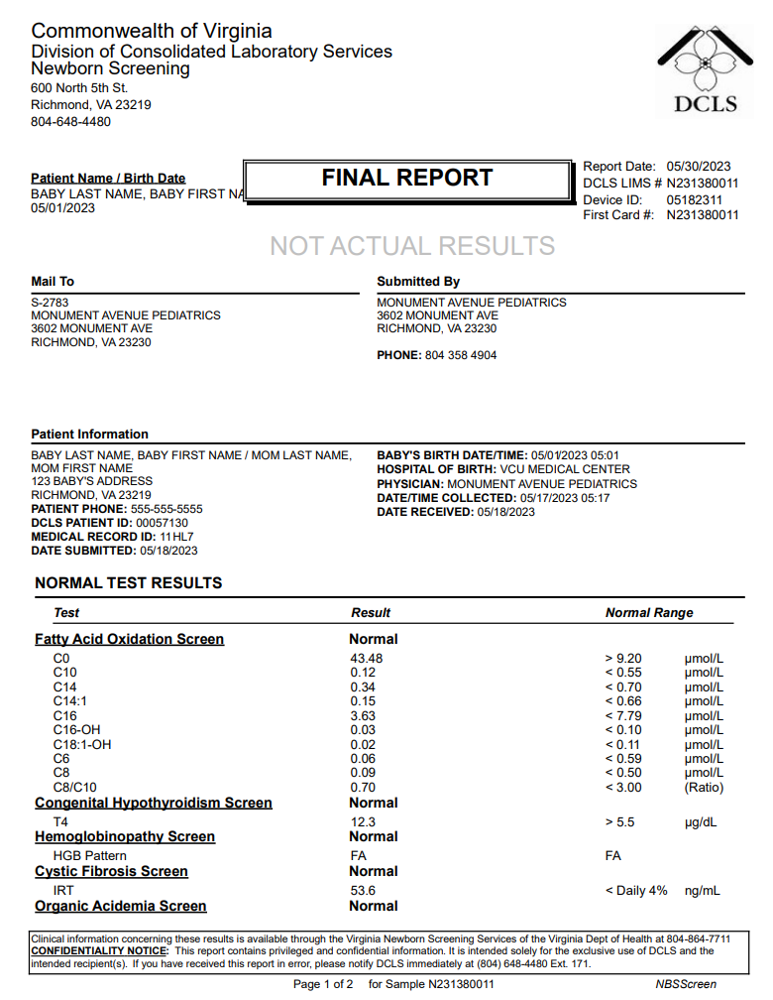 Commonwealth of Virginia
Division of Consolidated Laboratory Services
Newborn Screening
600 North 5th St.
Richmond, VA 23219
804-648-4480
DCLS
Patient Name / Birth Date
BABY LAST NAME, BABY FIRST NA
05/01/2023
FINAL REPORT
Report Date: 05/30/2023
DCLS LIMS # N231380011
Device ID: 05182311
First Card #: N231380011
NOT ACTUAL RESULTS
Mail To
S-2783
MONUMENT AVENUE PEDIATRICS
3602 MONUMENT AVE
RICHMOND, VA 23230
Submitted By
MONUMENT AVENUE PEDIATRICS
3602 MONUMENT AVE
RICHMOND, VA 23230
PHONE: 804 358 4904
Patient Information
BABY LAST NAME, BABY FIRST NAME / MOM LAST NAME,
MOM FIRST NAME
123 BABY'S ADDRESS
RICHMOND, VA 23219
PATIENT PHONE: 555-555-5555
DCLS PATIENT ID: 00057130
MEDICAL RECORD ID: 11HL7
DATE SUBMITTED: 05/18/2023
BABY'S BIRTH DATE/TIME: 05/01/2023 05:01
HOSPITAL OF BIRTH: VCU MEDICAL CENTER
PHYSICIAN: MONUMENT AVENUE PEDIATRICS
DATE/TIME COLLECTED: 05/17/2023 05:17
DATE RECEIVED: 05/18/2023
NORMAL TEST RESULTS
Test Result Normal Range
Fatty Acid Oxidation Screen Normal
C0 43.48 > 9.20 µmol/L
C10 0.12 < 0.55 µmol/L
C14 0.34 < 0.70 µmol/L
C14:1 0.15 < 0.66 µmol/L
C16 3.63 < 7.79 µmol/L
C16-OH 0.03 < 0.10 µmol/L
C18:1-OH 0.02 < 0.11 µmol/L
C6 0.06 < 0.59 µmol/L
C8 0.09 < 0.50 µmol/L
C8/C10 0.70 < 3.00 (Ratio)
Congenital Hypothyroidism Screen Normal
T4 12.3 > 5.5 µg/dL
Hemoglobinopathy Screen Normal
HGB Pattern FA FA
Cystic Fibrosis Screen Normal
IRT 53.6 < Daily 4% ng/mL
Organic Acidemia Screen Normal
Clinical information concerning these results is available through the Virginia Newborn Screening Services of the Virginia Dept of Health at 804-864-7711
CONFIDENTIALITY NOTICE: This report contains privileged and confidential information. It is intended solely for the exclusive use of DCLS and the
intended recipient(s). If you have received this report in error, please notify DCLS immediately at (804) 648-4480 Ext. 171.
Page 1 of 2 for Sample N231380011 NBSScreen